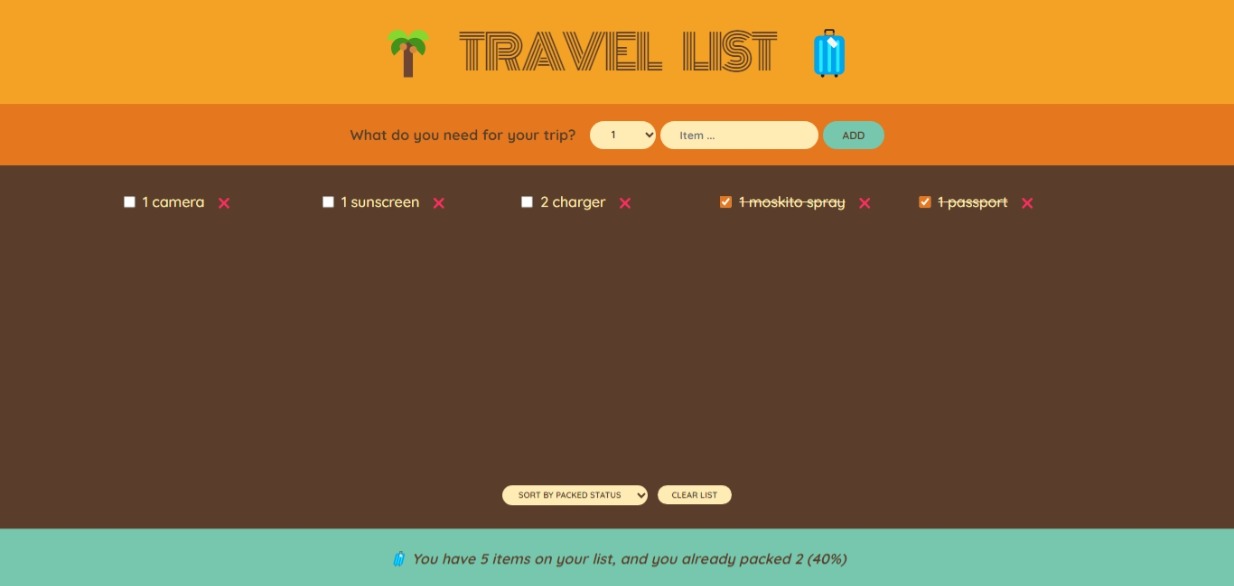 TRAVEL LIST
What do you need for your trip? 1 Item ... ADD
1 camera 1 sunscreen 2 charger 1 moskito spray 1 passport
SORT BY PACKED STATUS CLEAR LIST
You have 5 items on your list, and you already packed 2 (40%)